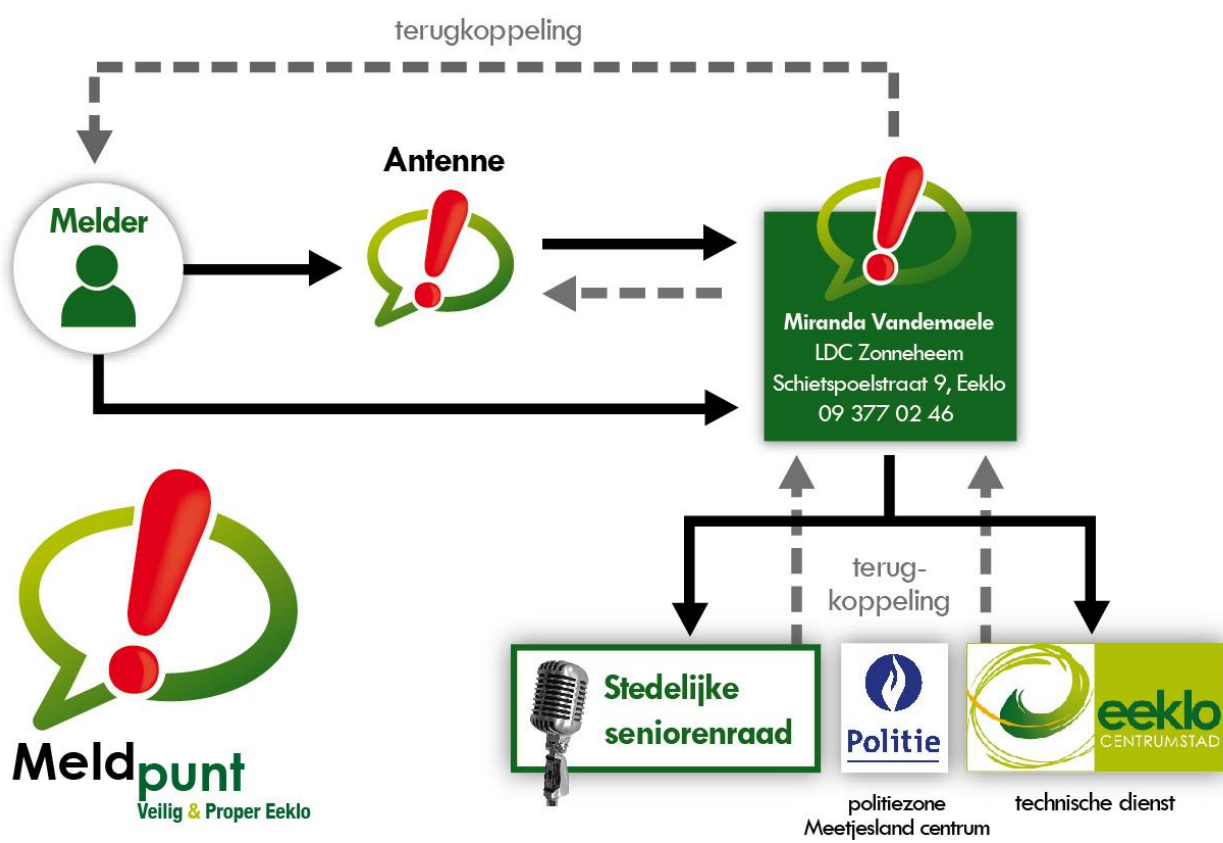 terugkoppeling
Antenne
Melder
Miranda Vandemaele
LDC Zonneheem
Schietspoelstraat 9, Eeklo
09 377 02 46
terug-
koppeling
Stedelijke
seniorenraad
Politie
eeklo
CENTRUMSTAD
politiezone
Meetjesland centrum
technische dienst
Meldpunt
Veilig & Proper Eeklo